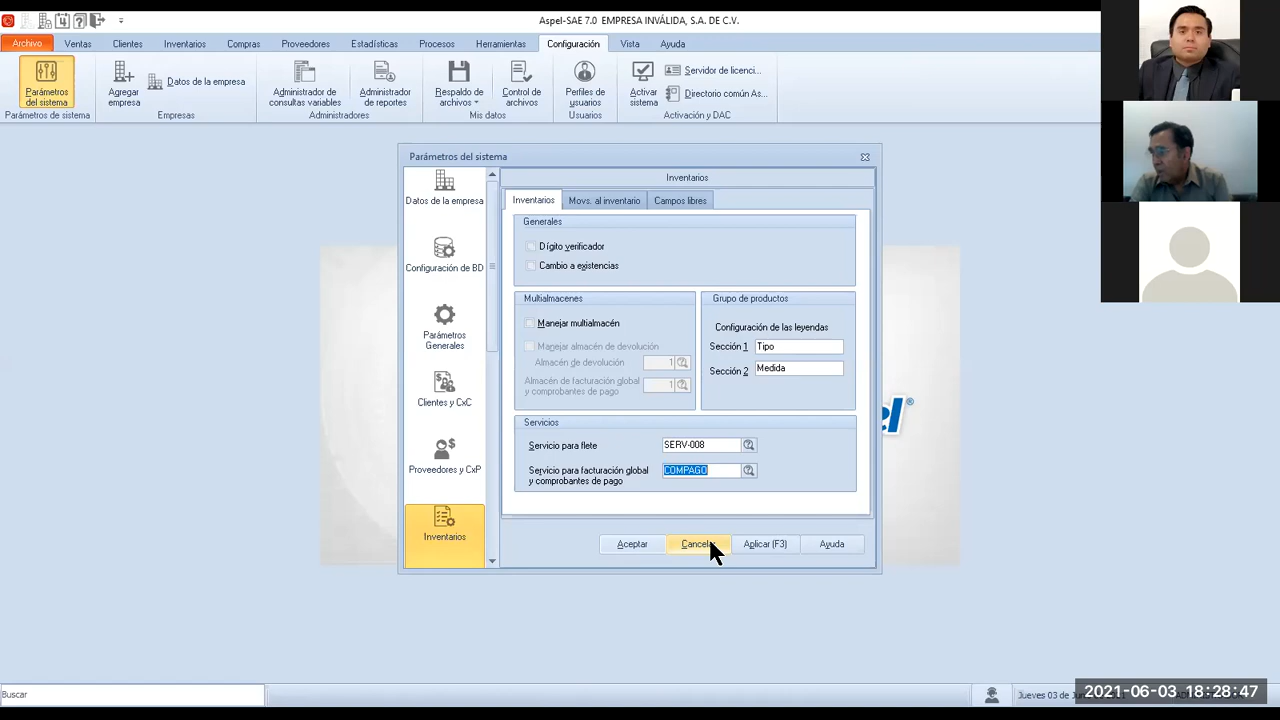 Aspel-SAE 7.0 EMPRESA INVÁLIDA, S.A. DE C.V.
Archivo Ventas Clientes Inventarios Compras Proveedores Estadísticas Procesos Herramientas Configuración Vista Ayuda
Parámetros del sistema
Agregar empresa
Datos de la empresa
Administrador de consultas variables
Administrador de reportes
Respaldo de archivos
Control de archivos
Perfiles de usuarios
Activar sistema
Servidor de licenci...
Directorio común As...
Parámetros de sistema Empresas Administradores Mis datos Usuarios Activación y DAC
Parámetros del sistema
Datos de la empresa
Configuración de BD
Parámetros
Generales
Clientes y CxC
Proveedores y CxP
Inventarios
Inventarios
Inventarios Movs. al inventario Campos libres
Generales
Dígito verificador
Cambio a existencias
Multialmacenes
Manejar multialmacén
Manejar almacén de devolución
Almacén de devolución 1
Almacén de facturación global
y comprobantes de pago 1
Grupo de productos
Configuración de las leyendas
Sección 1 Tipo
Sección 2 Medida
Servicios
Servicio para flete SERV-008
Servicio para facturación global
y comprobantes de pago COMPAGO
Aceptar Cancelar Aplicar (F3) Ayuda
el®
Buscar
Jueves 03 de
2021-06-03 18:28:47